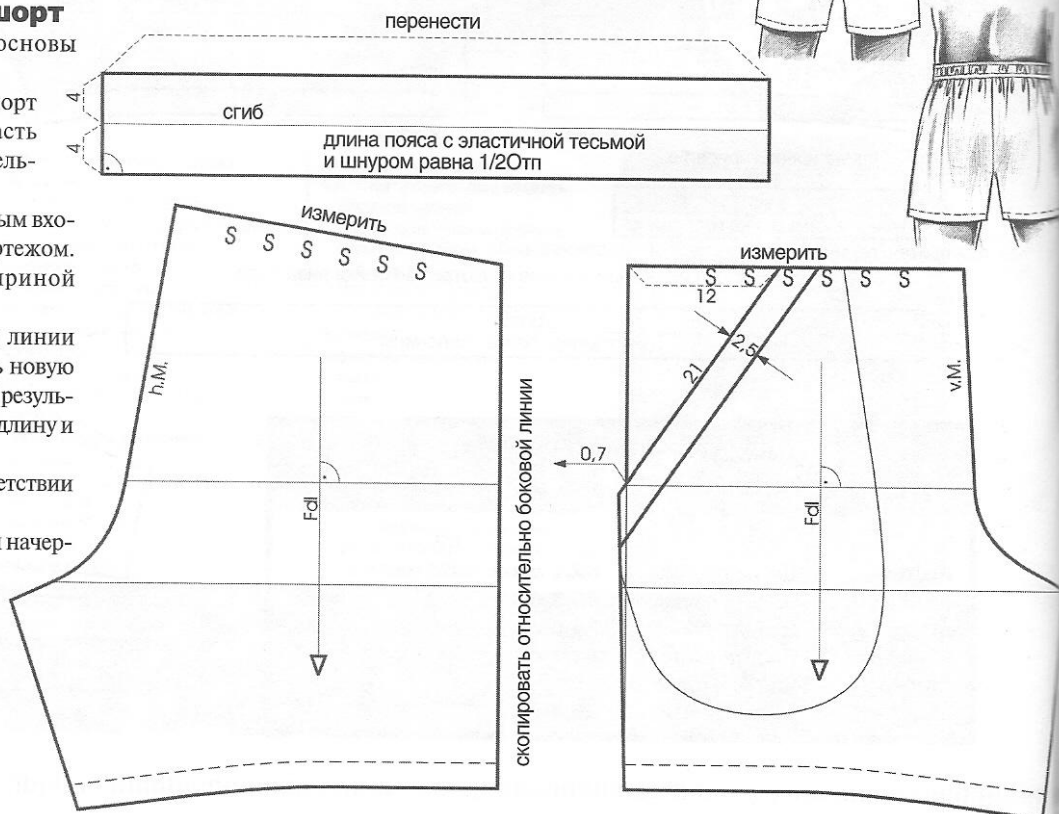 шорт
основы
орт
асть
ель-
ым вхо-
ртежом.
ириной
линии
ь новую
резуль-
длину и
етствии
и начер-
перенести
4
сгиб
4
длина пояса с эластичной тесьмой
и шнуром равна 1/2Отп
измерить
S S S S S S
h.M.
Fdl
скопировать относительно боковой линии
измерить
S S S S S S
12
2,5
21
v.M.
0,7
Fdl